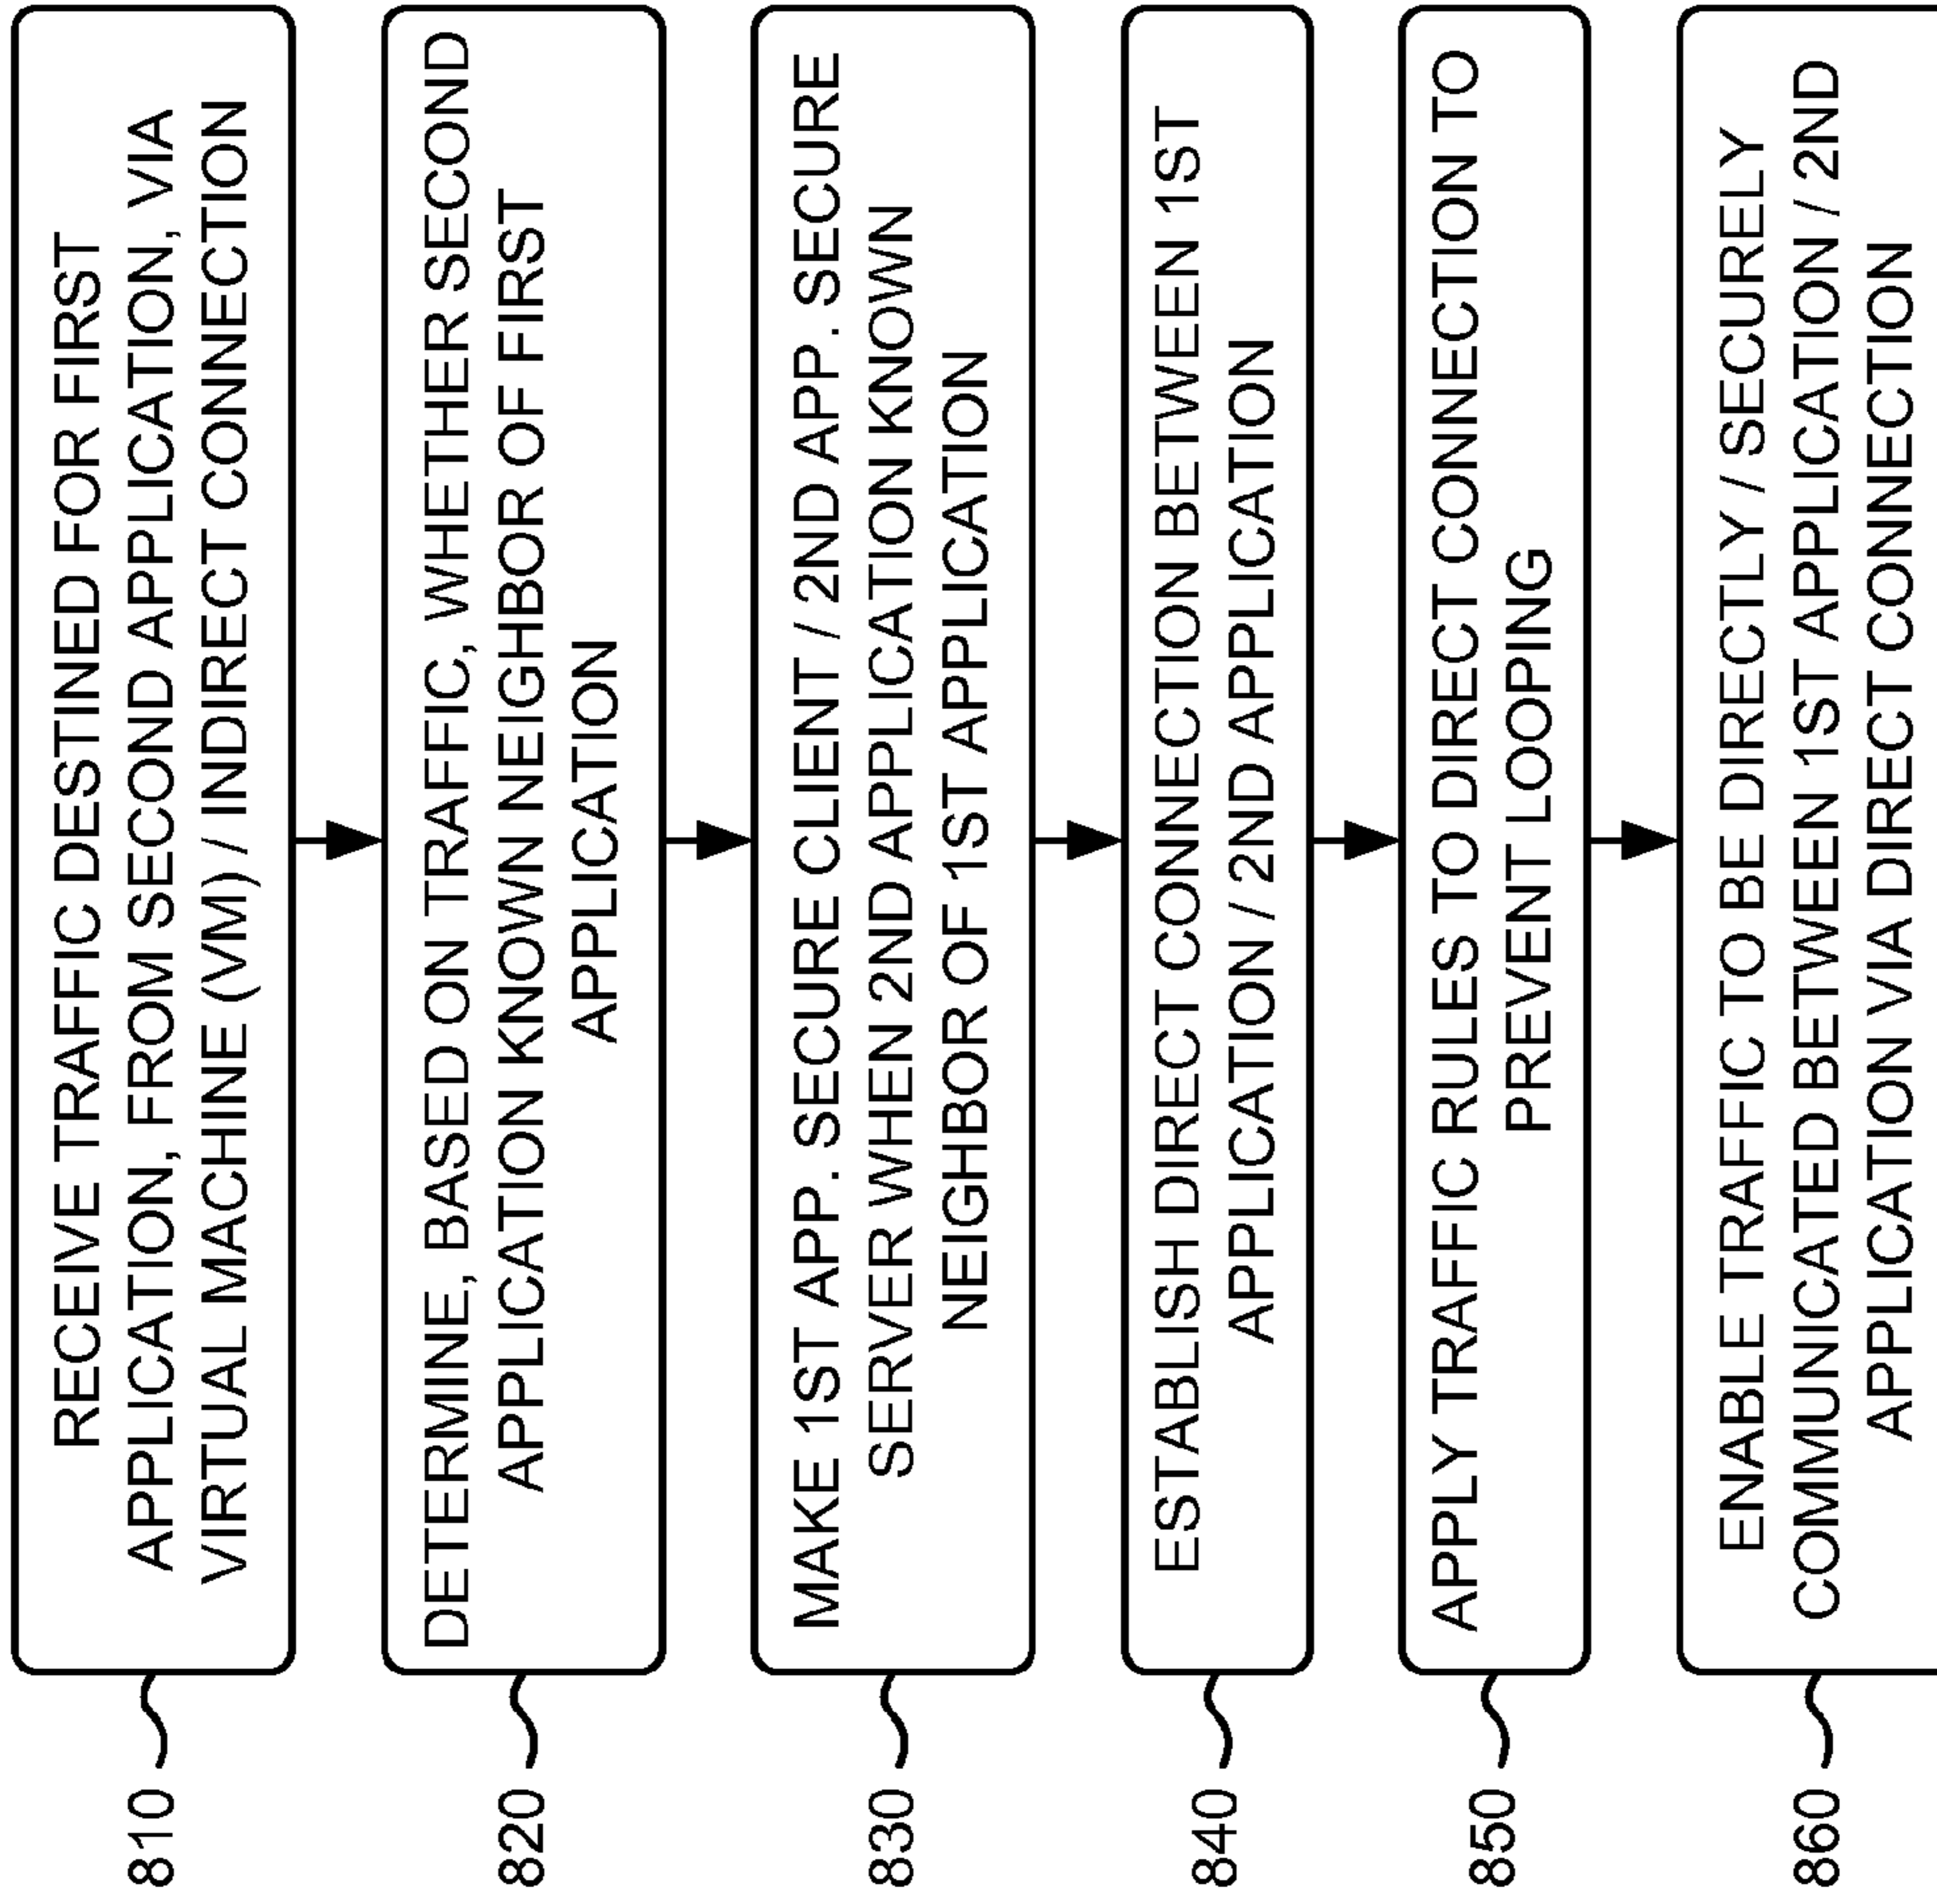 810
RECEIVE TRAFFIC DESTINED FOR FIRST
APPLICATION, FROM SECOND APPLICATION, VIA
VIRTUAL MACHINE (VM) / INDIRECT CONNECTION
820
DETERMINE, BASED ON TRAFFIC, WHETHER SECOND
APPLICATION KNOWN NEIGHBOR OF FIRST
APPLICATION
830
MAKE 1ST APP. SECURE CLIENT / 2ND APP. SECURE
SERVER WHEN 2ND APPLICATION KNOWN
NEIGHBOR OF 1ST APPLICATION
840
ESTABLISH DIRECT CONNECTION BETWEEN 1ST
APPLICATION / 2ND APPLICATION
850
APPLY TRAFFIC RULES TO DIRECT CONNECTION TO
PREVENT LOOPING
860
ENABLE TRAFFIC TO BE DIRECTLY / SECURELY
COMMUNICATED BETWEEN 1ST APPLICATION / 2ND
APPLICATION VIA DIRECT CONNECTION